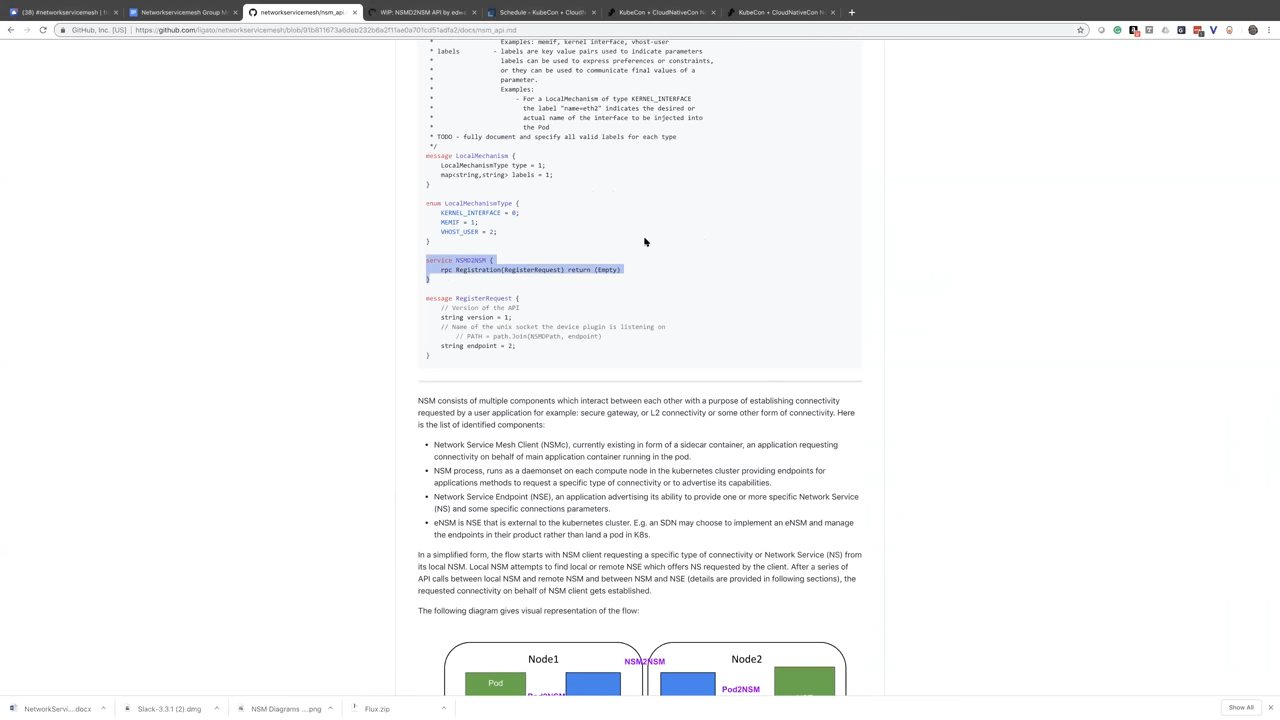 (38) #networkservicemesh | t
Networkservicemesh Group M
networkservicemesh/nsm_api.
WIP: NSMD2NSM API by edw
Schedule - KubeCon + CloudN
KubeCon + CloudNativeCon N
KubeCon + CloudNativeCon N
GitHub, Inc. [US] | https://github.com/ligato/networkservicemesh/blob/91b811673a6deb232b6a2f11ae0a701cd51adfa2/docs/nsm_api.md
* Examples: memif, kernel interface, vhost-user
* labels - labels are key value pairs used to indicate parameters
* labels can be used to express preferences or constraints,
* or they can be used to communicate final values of a
* parameter.
* Examples:
* - For a LocalMechanism of type KERNEL_INTERFACE
* the label "name=eth2" indicates the desired or
* actual name of the interface to be injected into
* the Pod
* TODO - fully document and specify all valid labels for each type
*/
message LocalMechanism {
LocalMechanismType type = 1;
map<string,string> labels = 1;
}
enum LocalMechanismType {
KERNEL_INTERFACE = 0;
MEMIF = 1;
VHOST_USER = 2;
}
service NSMD2NSM {
rpc Registration(RegisterRequest) return (Empty)
}
message RegisterRequest {
// Version of the API
string version = 1;
// Name of the unix socket the device plugin is listening on
// PATH = path.Join(NSMDPath, endpoint)
string endpoint = 2;
}
NSM consists of multiple components which interact between each other with a purpose of establishing connectivity
requested by a user application for example: secure gateway, or L2 connectivity or some other form of connectivity. Here
is the list of identified components:
• Network Service Mesh Client (NSMc), currently existing in form of a sidecar container, an application requesting
connectivity on behalf of main application container running in the pod.
• NSM process, runs as a daemonset on each compute node in the kubernetes cluster providing endpoints for
applications methods to request a specific type of connectivity or to advertise its capabilities.
• Network Service Endpoint (NSE), an application advertising its ability to provide one or more specific Network Service
(NS) and some specific connections parameters.
• eNSM is NSE that is external to the kubernetes cluster. E.g. an SDN may choose to implement an eNSM and manage
the endpoints in their product rather than land a pod in K8s.
In a simplified form, the flow starts with NSM client requesting a specific type of connectivity or Network Service (NS) from
its local NSM. Local NSM attempts to find local or remote NSE which offers NS requested by the client. After a series of
API calls between local NSM and remote NSM and between NSM and NSE (details are provided in following sections), the
requested connectivity on behalf of NSM client gets established.
The following diagram gives visual representation of the flow:
Node1
NSM2NSM
Node2
Pod
Pod2NSM
Pod2NSM
NetworkServi....docx
Slack-3.3.1 (2).dmg
NSM Diagrams ....png
Flux.zip
Show All